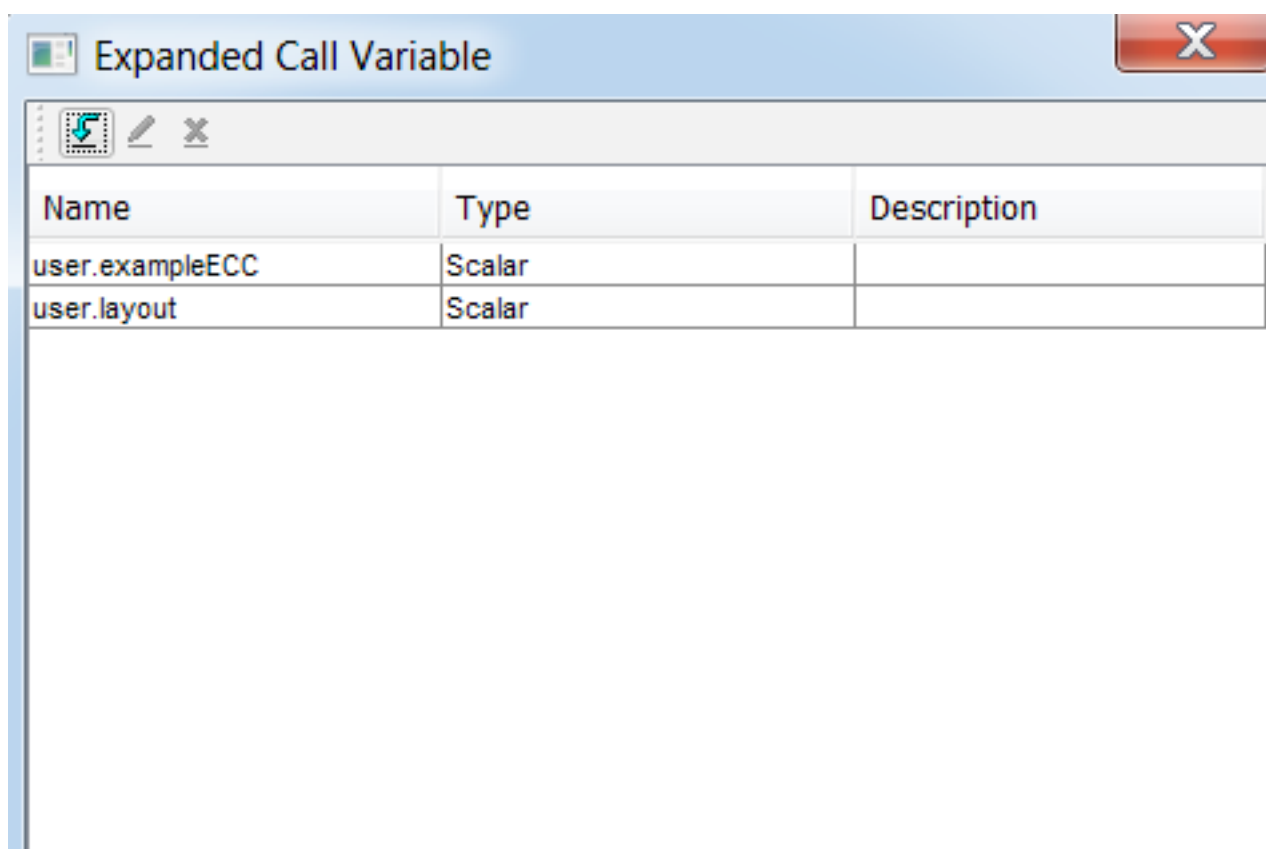 Expanded Call Variable
Name Type Description
user.exampleECC Scalar
user.layout Scalar